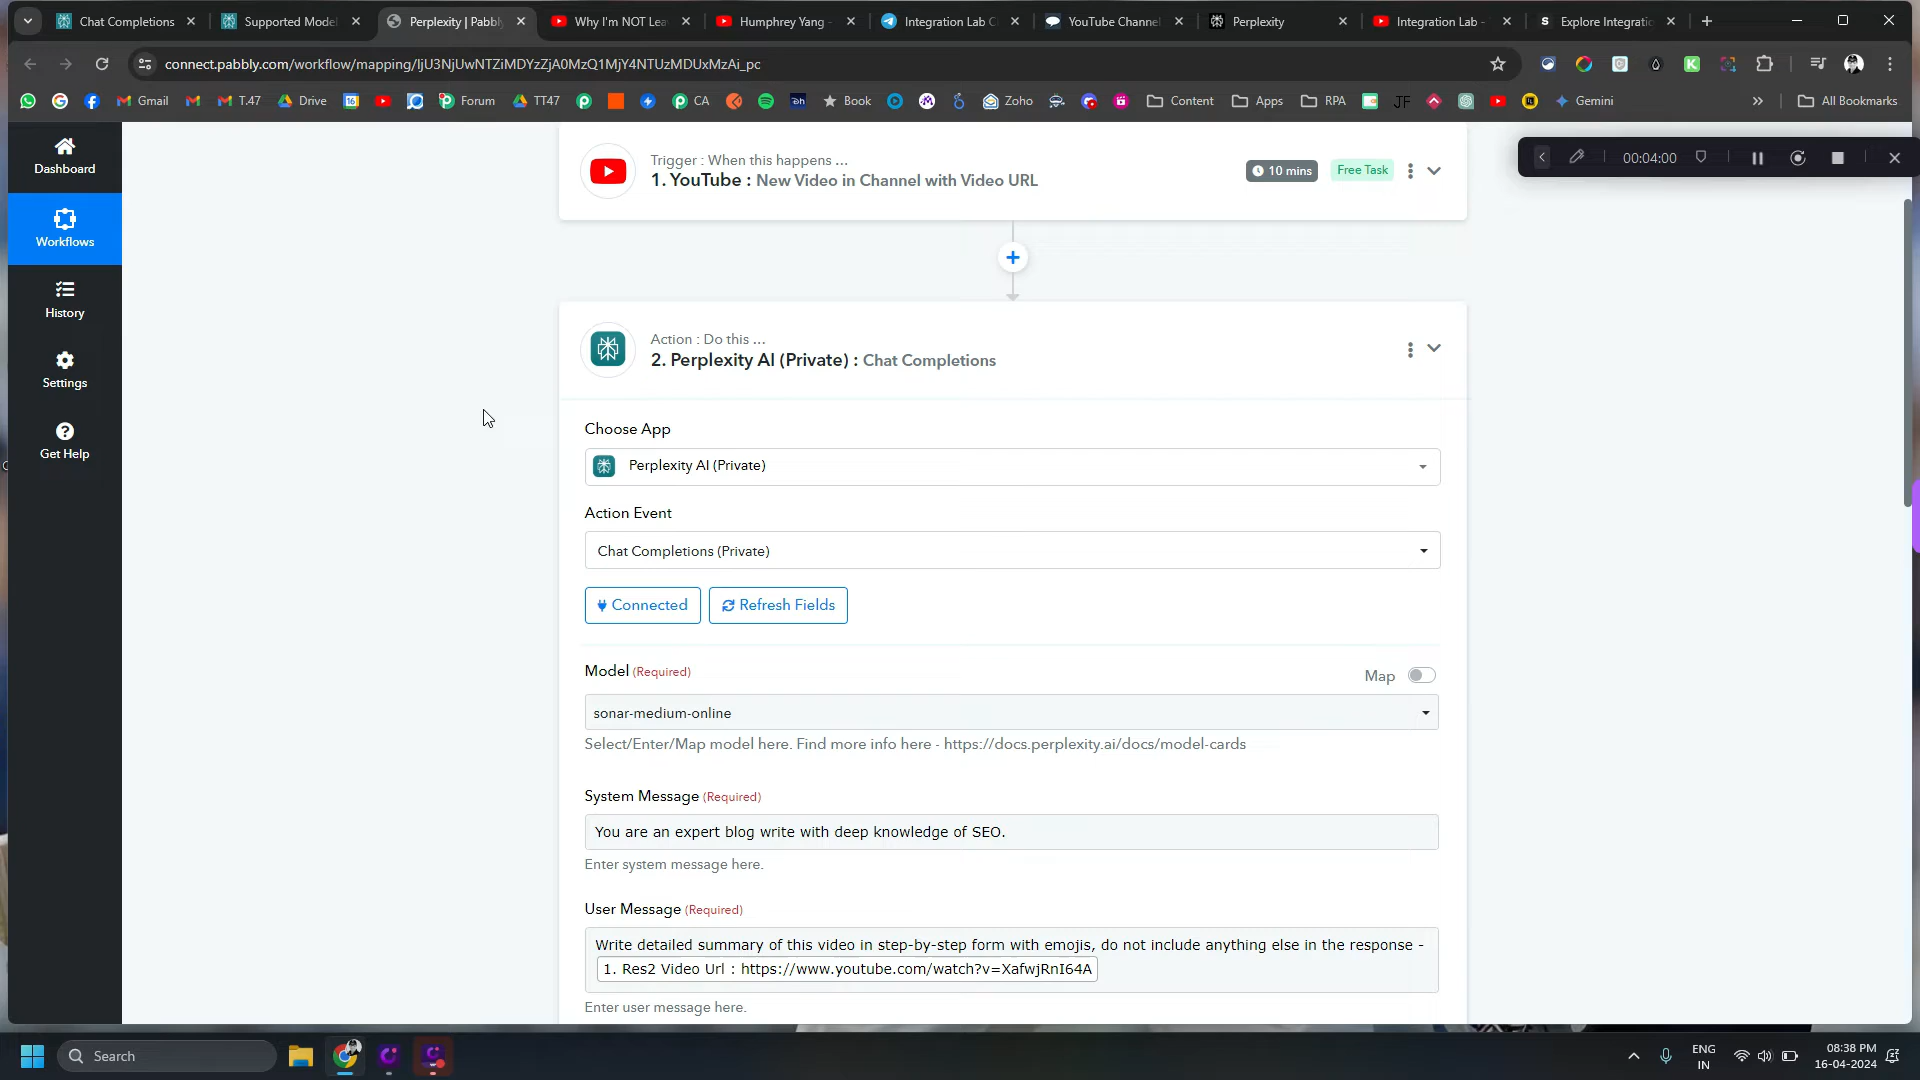 Chat Completions
Supported Model
Perplexity | Pabbly
Why I'm NOT Lea
Humphrey Yang -
Integration Lab C
YouTube Channel
Perplexity
Integration Lab -
Explore Integratio
connect.pabbly.com/workflow/mapping/IjU3NjUwNTZiMDYzZjA0MzQ1MjY4NTUzMDUxMzAi_pc
Gmail
T.47
Drive
Forum
TT47
CA
Book
Zoho
Content
Apps
RPA
JF
Gemini
All Bookmarks
Dashboard
Workflows
History
Settings
Get Help
00:04:00
Trigger : When this happens ...
1. YouTube : New Video in Channel with Video URL
10 mins
Free Task
Action : Do this ...
2. Perplexity AI (Private) : Chat Completions
Choose App
Perplexity AI (Private)
Action Event
Chat Completions (Private)
Connected
Refresh Fields
Model (Required)
Map
sonar-medium-online
Select/Enter/Map model here. Find more info here - https://docs.perplexity.ai/docs/model-cards
System Message (Required)
You are an expert blog write with deep knowledge of SEO.
Enter system message here.
User Message (Required)
Write detailed summary of this video in step-by-step form with emojis, do not include anything else in the response -
1. Res2 Video Url : https://www.youtube.com/watch?v=XafwjRnI64A
Enter user message here.
Search
ENG
IN
08:38 PM
16-04-2024